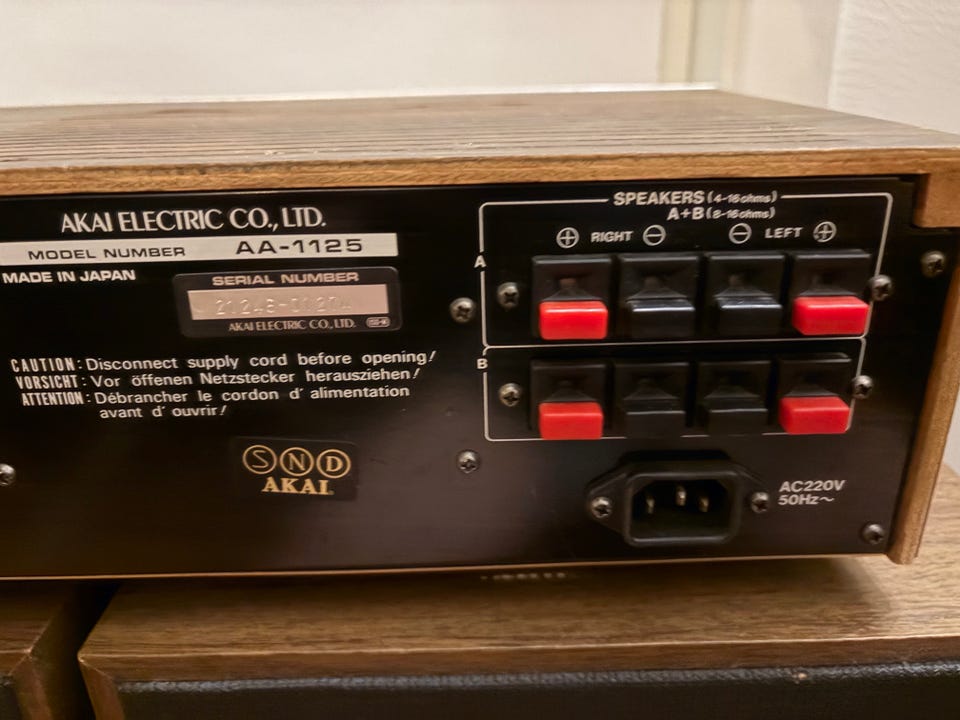 AKAI ELECTRIC CO., LTD.
MODEL NUMBER AA-1125
MADE IN JAPAN
SERIAL NUMBER
AKAI ELECTRIC CO., LTD.
CAUTION: Disconnect supply cord before opening!
VORSICHT: Vor öffenen Netzstecker herausziehen!
ATTENTION: Débrancher le cordon d' alimentation
avant d' ouvrir!
SND
AKAI
SPEAKERS (4-16ohms)
A+B (8-16ohms)
⊕ RIGHT ⊖ ⊖ LEFT ⊕
A
B
AC220V
50Hz~